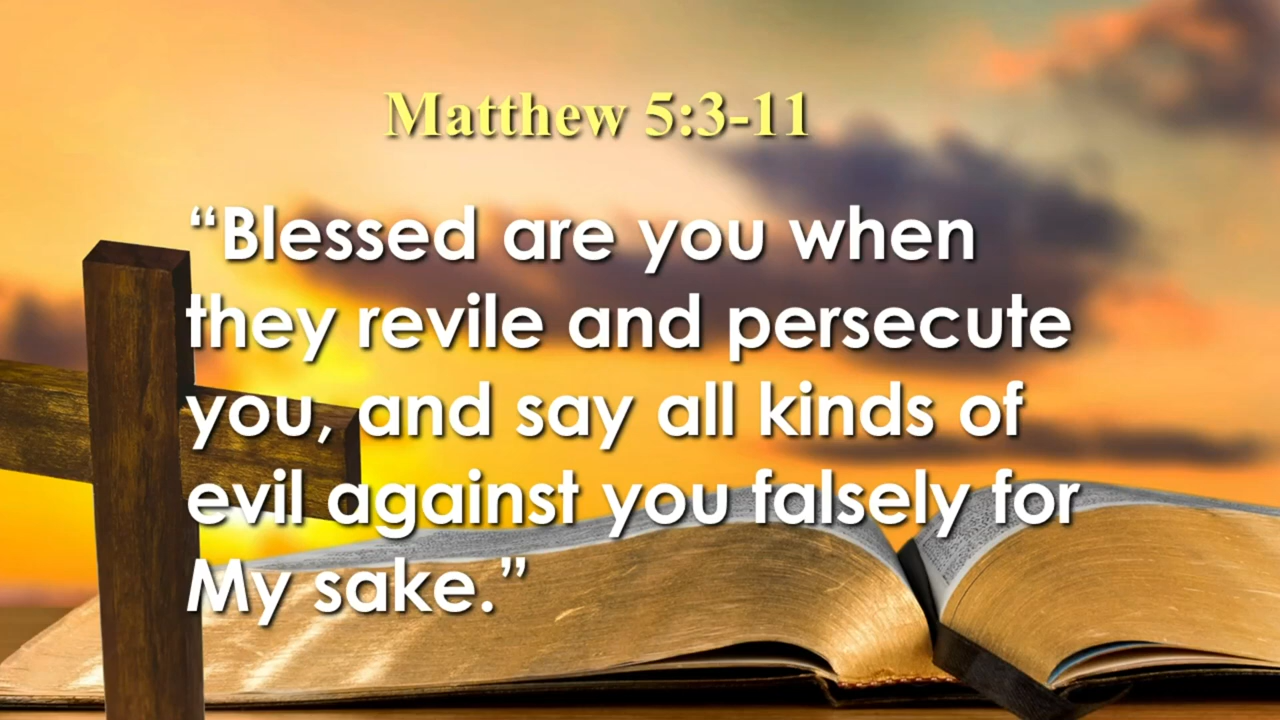 Matthew 5:3-11
“Blessed are you when
they revile and persecute
you, and say all kinds of
evil against you falsely for
My sake.”